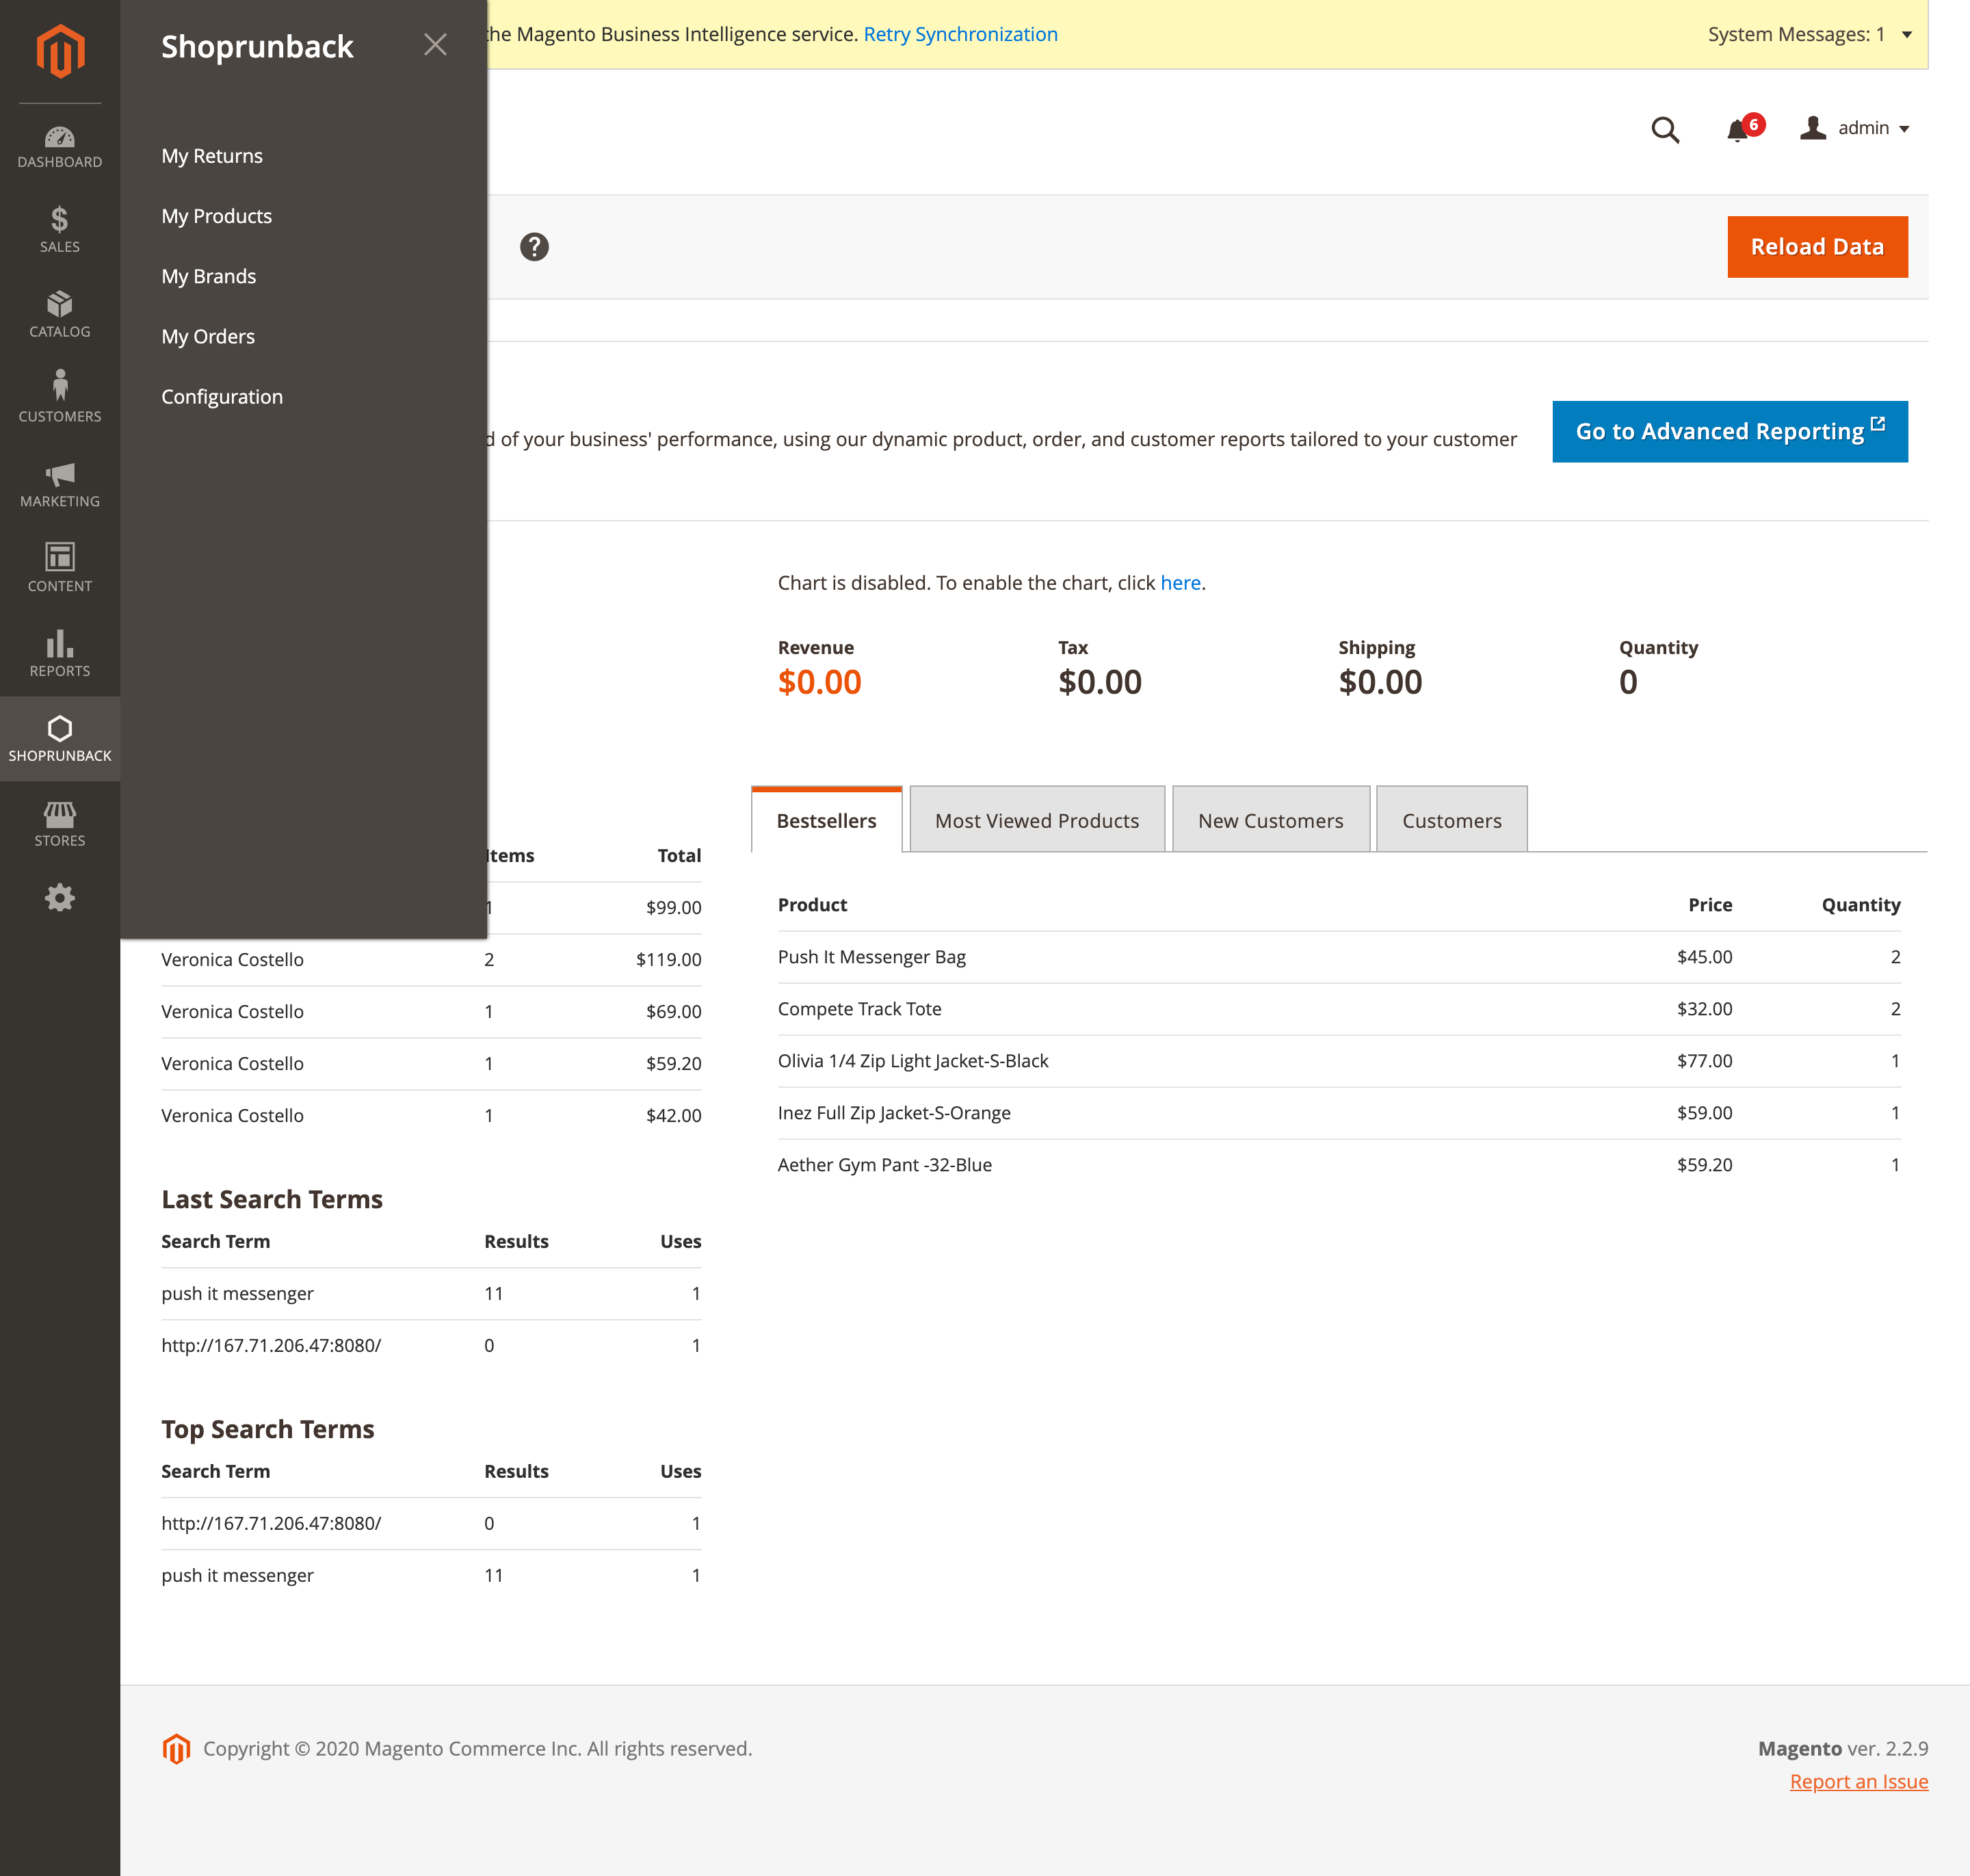 Shoprunback
the Magento Business Intelligence service. Retry Synchronization
System Messages: 1
6
admin
DASHBOARD
SALES
CATALOG
CUSTOMERS
MARKETING
CONTENT
REPORTS
SHOPRUNBACK
STORES
My Returns
My Products
My Brands
My Orders
Configuration
?
Reload Data
d of your business' performance, using our dynamic product, order, and customer reports tailored to your customer
Go to Advanced Reporting
Chart is disabled. To enable the chart, click here.
Revenue Tax Shipping Quantity
$0.00 $0.00 $0.00 0
Items Total
1 $99.00
Veronica Costello 2 $119.00
Veronica Costello 1 $69.00
Veronica Costello 1 $59.20
Veronica Costello 1 $42.00
Bestsellers Most Viewed Products New Customers Customers
Product Price Quantity
Push It Messenger Bag $45.00 2
Compete Track Tote $32.00 2
Olivia 1/4 Zip Light Jacket-S-Black $77.00 1
Inez Full Zip Jacket-S-Orange $59.00 1
Aether Gym Pant -32-Blue $59.20 1
Last Search Terms
Search Term Results Uses
push it messenger 11 1
http://167.71.206.47:8080/ 0 1
Top Search Terms
Search Term Results Uses
http://167.71.206.47:8080/ 0 1
push it messenger 11 1
Copyright © 2020 Magento Commerce Inc. All rights reserved.
Magento ver. 2.2.9
Report an Issue